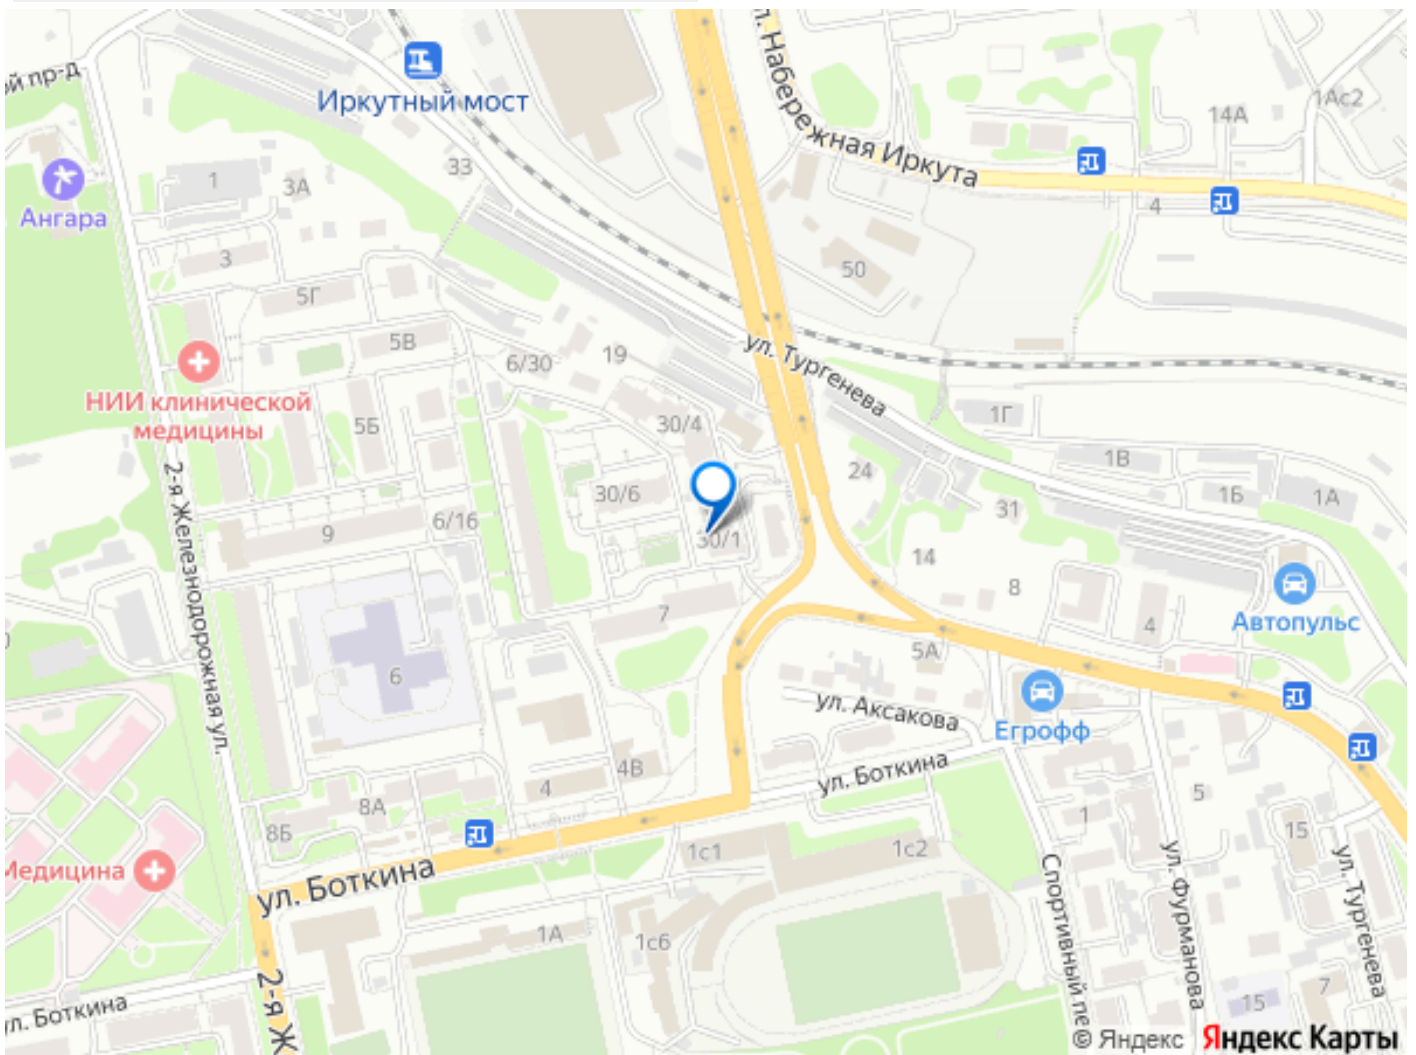 ой пр-д
Иркутный мост
ул. Набережная Иркута
1Ас2
14А
33
3А
1
Ангара
4
3
50
5Г
ул. Тургенева
5В
19
6/30
НИИ клинической
медицины
5Б
30/4
1Г
1В
24
1Б
1А
30/6
31
2-я Железнодорожная ул.
9
6/16
30/1
14
8
7
4
Автопульс
5А
6
ул. Аксакова
Егрофф
4В
4
ул. Боткина
5
8А
8Б
1
15
Медицина
ул. Боткина
1с1
1с2
Спортивный пе
ул. Фурманова
ул. Тургенева
1А
1с6
2-я Ж
ул. Боткина
15
7
© Яндекс Яндекс Карты